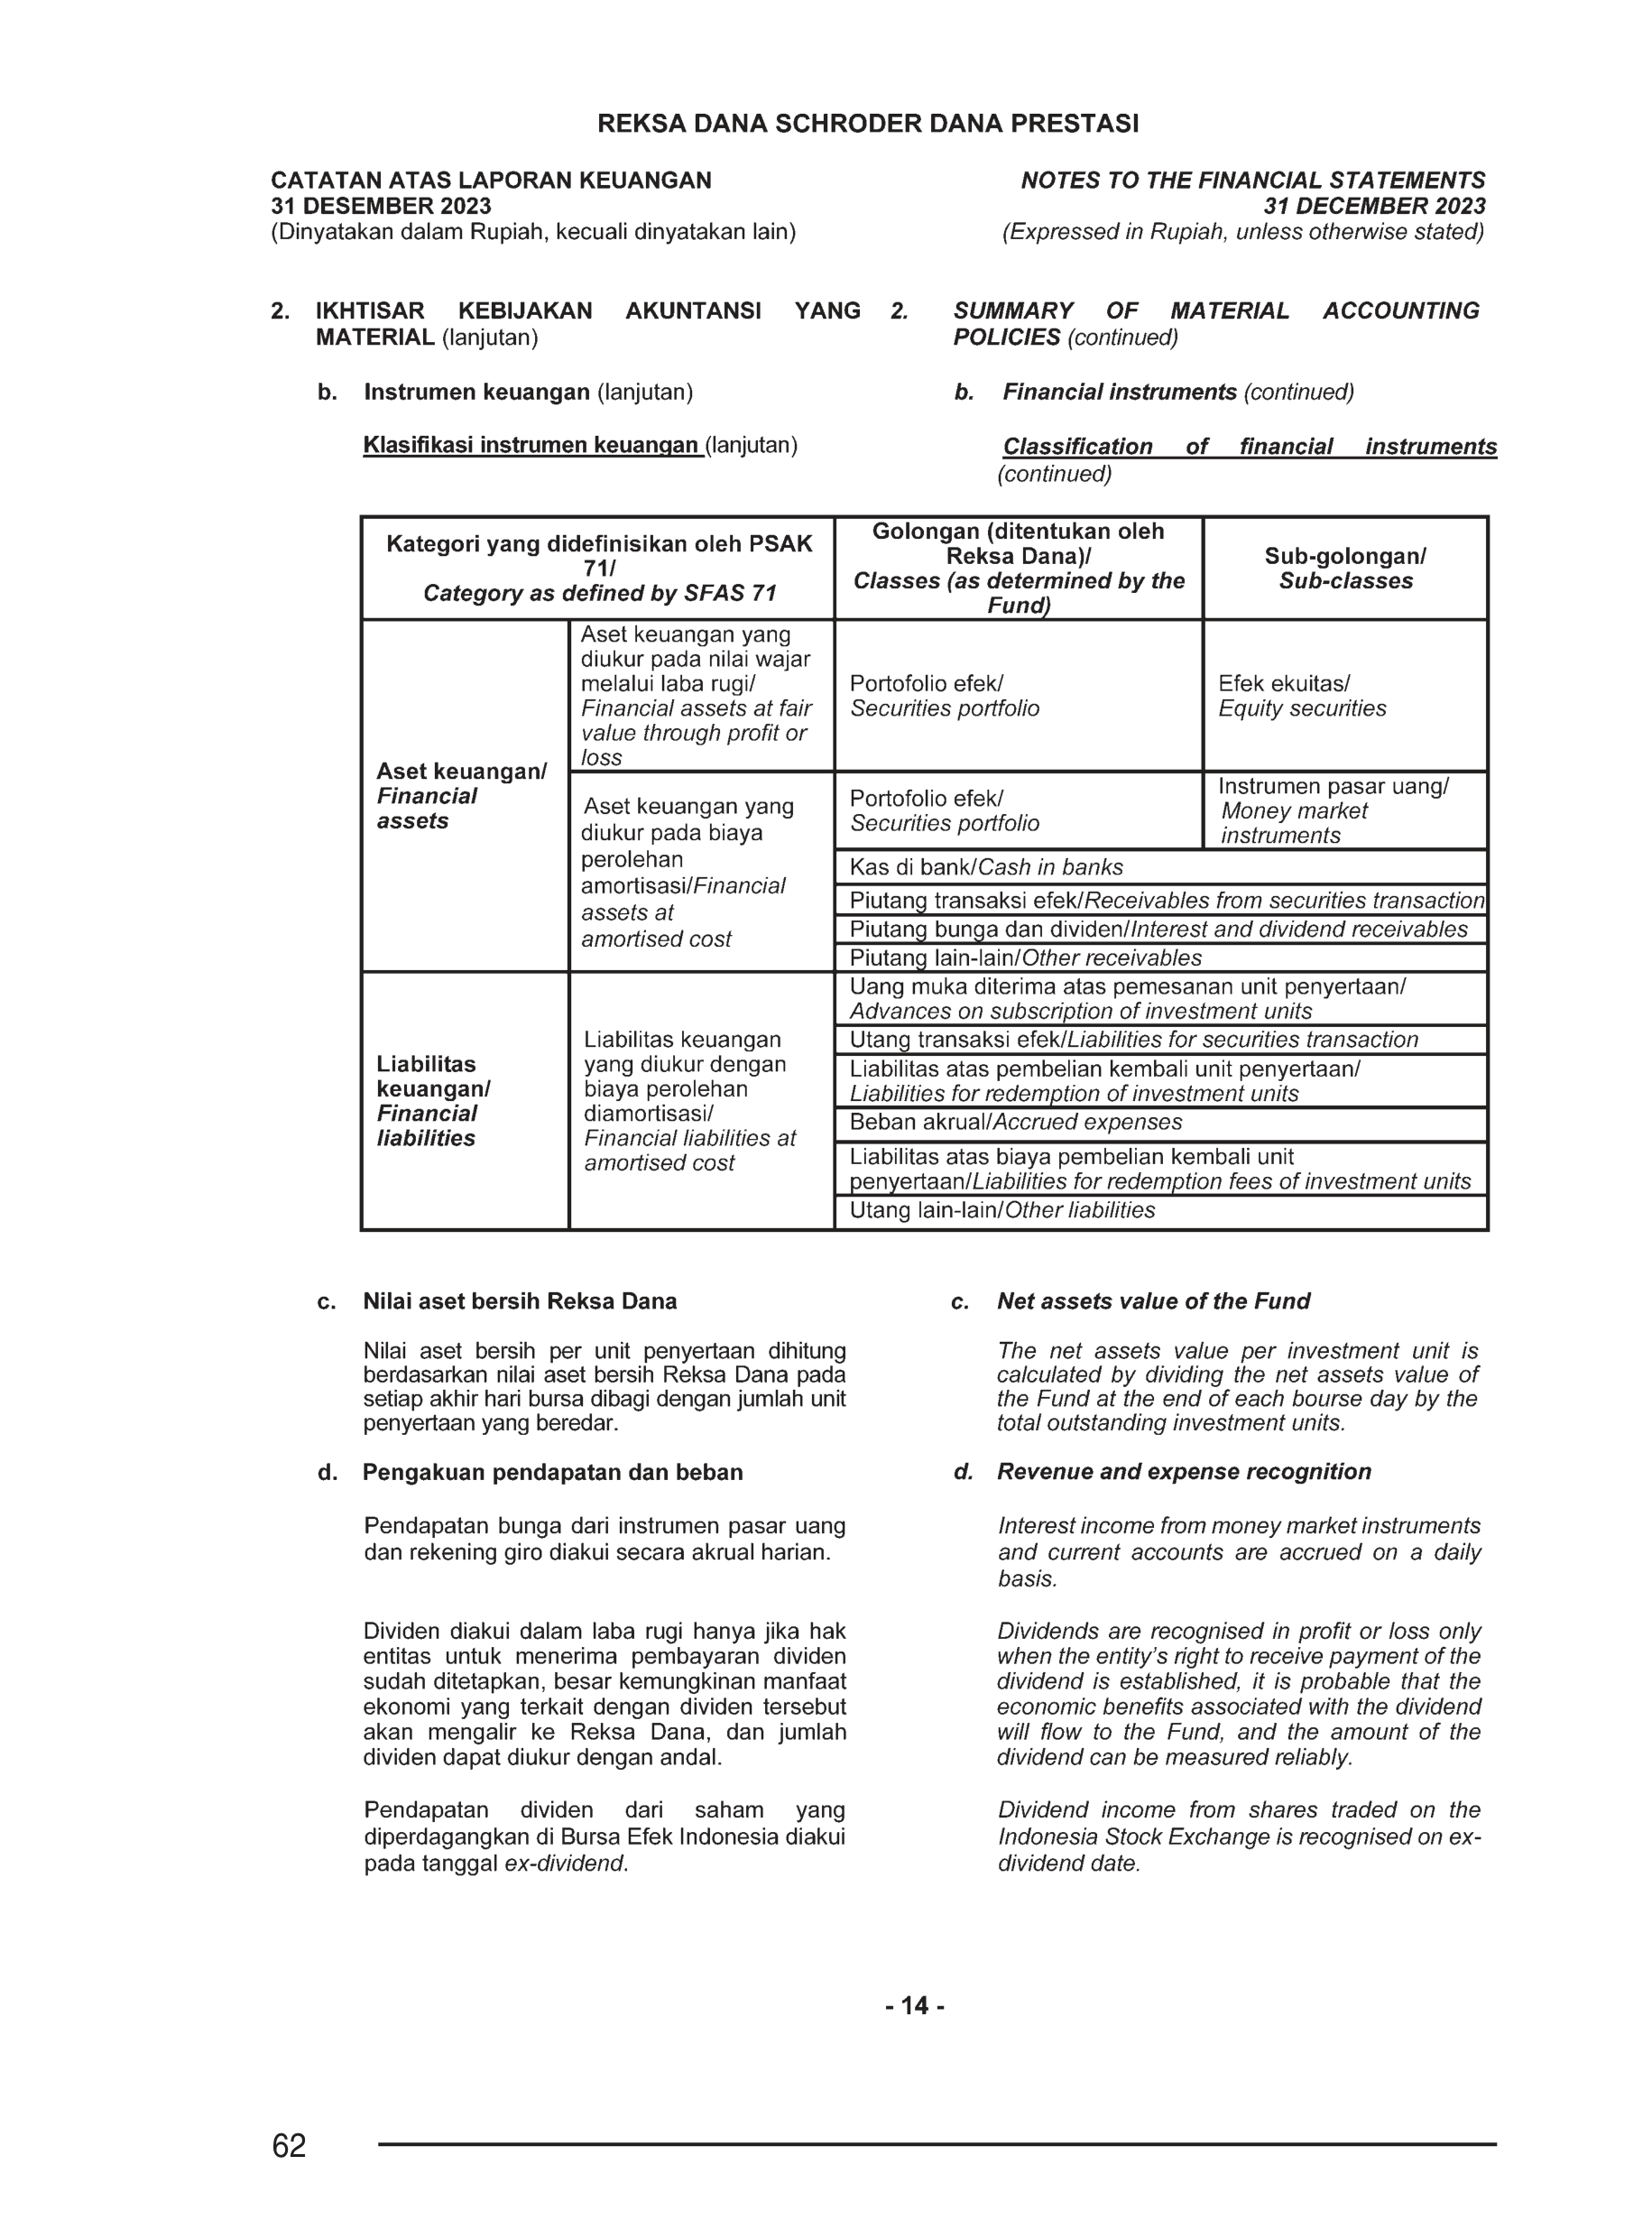 REKSA DANA SCHRODER DANA PRESTASI
CATATAN ATAS LAPORAN KEUANGAN
31 DESEMBER 2023
(Dinyatakan dalam Rupiah, kecuali dinyatakan lain)
NOTES TO THE FINANCIAL STATEMENTS
31 DECEMBER 2023
(Expressed in Rupiah, unless otherwise stated)
2. IKHTISAR KEBIJAKAN AKUNTANSI YANG
MATERIAL (lanjutan)
2. SUMMARY OF MATERIAL ACCOUNTING
POLICIES (continued)
b. Instrumen keuangan (lanjutan)
b. Financial instruments (continued)
Klasifikasi instrumen keuangan (lanjutan)
Classification of financial instruments
(continued)
Kategori yang didefinisikan oleh PSAK
71/
Category as defined by SFAS 71
Golongan (ditentukan oleh
Reksa Dana)/
Classes (as determined by the
Fund)
Sub-golongan/
Sub-classes
Aset keuangan/
Financial
assets
Aset keuangan yang
diukur pada nilai wajar
melalui laba rugi/
Financial assets at fair
value through profit or
loss
Portofolio efek/
Securities portfolio
Efek ekuitas/
Equity securities
Aset keuangan yang
diukur pada biaya
perolehan
amortisasi/Financial
assets at
amortised cost
Portofolio efek/
Securities portfolio
Instrumen pasar uang/
Money market
instruments
Kas di bank/Cash in banks
Piutang transaksi efek/Receivables from securities transaction
Piutang bunga dan dividen/Interest and dividend receivables
Piutang lain-lain/Other receivables
Liabilitas
keuangan/
Financial
liabilities
Liabilitas keuangan
yang diukur dengan
biaya perolehan
diamortisasi/
Financial liabilities at
amortised cost
Uang muka diterima atas pemesanan unit penyertaan/
Advances on subscription of investment units
Utang transaksi efek/Liabilities for securities transaction
Liabilitas atas pembelian kembali unit penyertaan/
Liabilities for redemption of investment units
Beban akrual/Accrued expenses
Liabilitas atas biaya pembelian kembali unit
penyertaan/Liabilities for redemption fees of investment units
Utang lain-lain/Other liabilities
c. Nilai aset bersih Reksa Dana
Nilai aset bersih per unit penyertaan dihitung
berdasarkan nilai aset bersih Reksa Dana pada
setiap akhir hari bursa dibagi dengan jumlah unit
penyertaan yang beredar.
c. Net assets value of the Fund
The net assets value per investment unit is
calculated by dividing the net assets value of
the Fund at the end of each bourse day by the
total outstanding investment units.
d. Pengakuan pendapatan dan beban
Pendapatan bunga dari instrumen pasar uang
dan rekening giro diakui secara akrual harian.
d. Revenue and expense recognition
Interest income from money market instruments
and current accounts are accrued on a daily
basis.
Dividen diakui dalam laba rugi hanya jika hak
entitas untuk menerima pembayaran dividen
sudah ditetapkan, besar kemungkinan manfaat
ekonomi yang terkait dengan dividen tersebut
akan mengalir ke Reksa Dana, dan jumlah
dividen dapat diukur dengan andal.
Dividends are recognised in profit or loss only
when the entity's right to receive payment of the
dividend is established, it is probable that the
economic benefits associated with the dividend
will flow to the Fund, and the amount of the
dividend can be measured reliably.
Pendapatan dividen dari saham yang
diperdagangkan di Bursa Efek Indonesia diakui
pada tanggal ex-dividend.
Dividend income from shares traded on the
Indonesia Stock Exchange is recognised on ex-
dividend date.
- 14 -
62